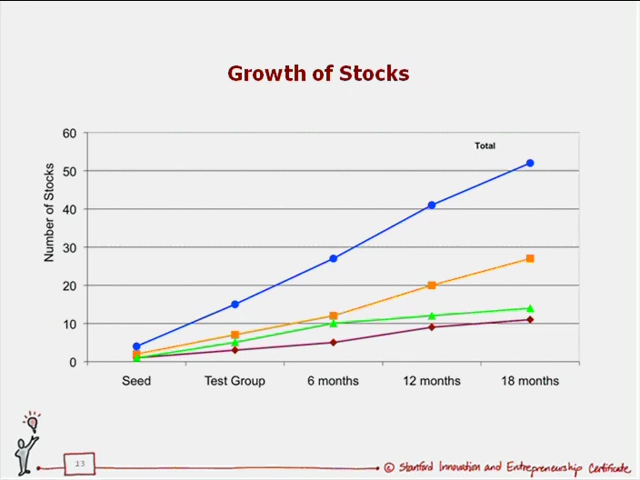 Growth of Stocks
Total
Number of Stocks
60
50
40
30
20
10
0
Seed Test Group 6 months 12 months 18 months
13
© Stanford Innovation and Entrepreneurship Certificate